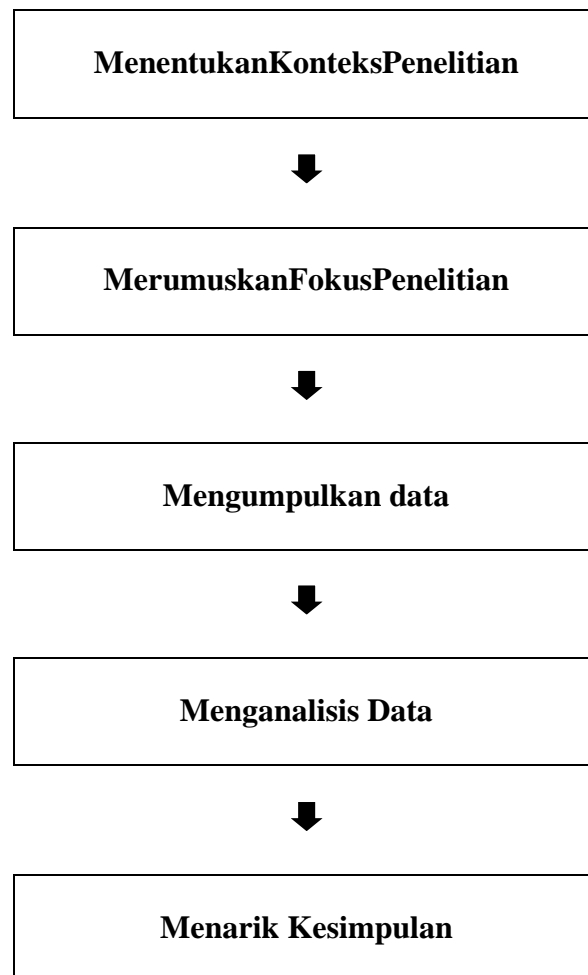 MenentukanKonteksPenelitian
MerumuskanFokusPenelitian
Mengumpulkan data
Menganalisis Data
Menarik Kesimpulan